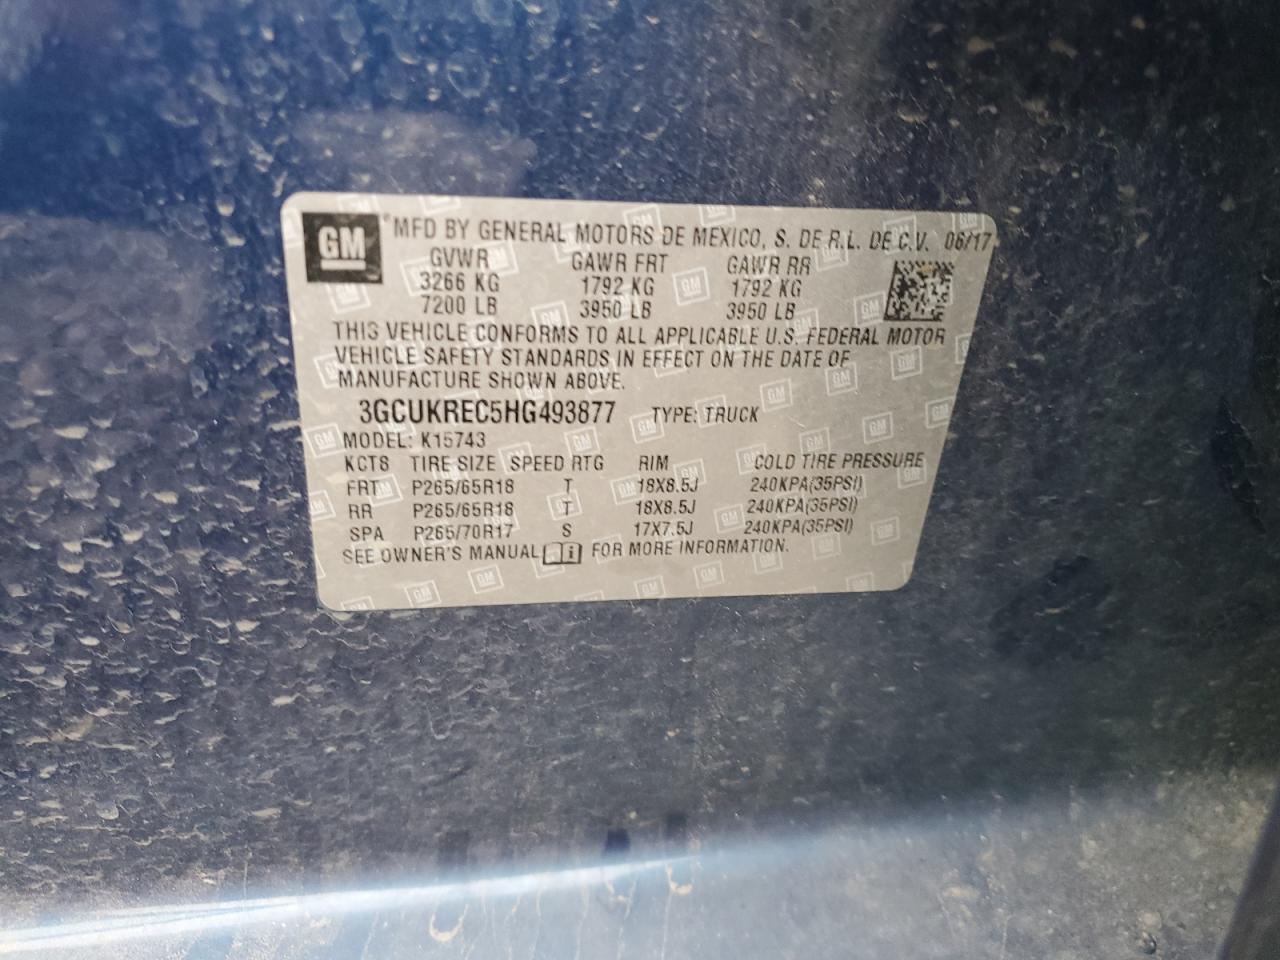 GM ® MFD BY GENERAL MOTORS DE MEXICO, S. DE R.L. DE C.V. 06/17
GVWR GAWR FRT GAWR RR
3266 KG 1792 KG 1792 KG
7200 LB 3950 LB 3950 LB
THIS VEHICLE CONFORMS TO ALL APPLICABLE U.S. FEDERAL MOTOR
VEHICLE SAFETY STANDARDS IN EFFECT ON THE DATE OF
MANUFACTURE SHOWN ABOVE.
3GCUKREC5HG493877 TYPE: TRUCK
MODEL: K15743
KCT8 TIRE SIZE SPEED RTG RIM COLD TIRE PRESSURE
FRT P265/65R18 T 18X8.5J 240KPA(35PSI)
RR P265/65R18 T 18X8.5J 240KPA(35PSI)
SPA P265/70R17 S 17X7.5J 240KPA(35PSI)
SEE OWNER'S MANUAL FOR MORE INFORMATION.